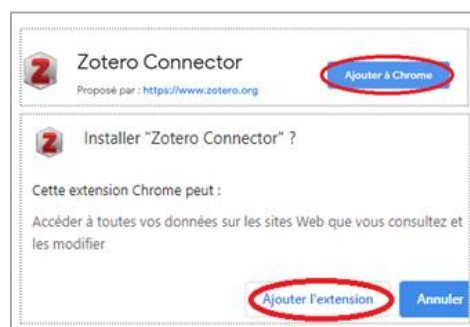 Z
Zotero Connector
Ajouter à Chrome
Proposé par : https://www.zotero.org
Z
Installer "Zotero Connector" ?
Cette extension Chrome peut :
Accéder à toutes vos données sur les sites Web que vous consultez et
les modifier
Ajouter l'extension
Annuler